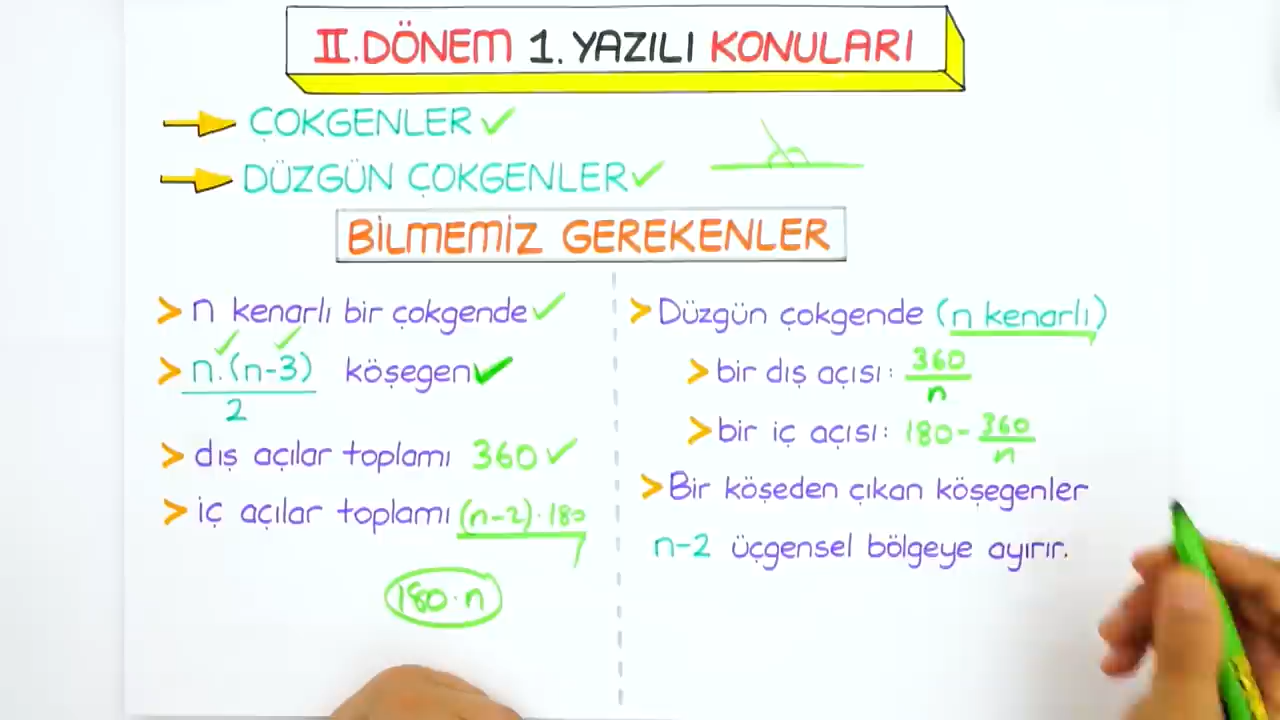 II. DÖNEM 1. YAZILI KONULARI
ÇOKGENLER
DÜZGÜN ÇOKGENLER
BİLMEMİZ GEREKENLER
n kenarlı bir çokgende
n.(n-3)
2
köşegen
dış açılar toplamı 360
iç açılar toplamı (n-2)·180
180·n
Düzgün çokgende (n kenarlı)
bir dış açısı: 360
n
bir iç açısı: 180-360
n
Bir köşeden çıkan köşegenler
n-2 üçgensel bölgeye ayırır.